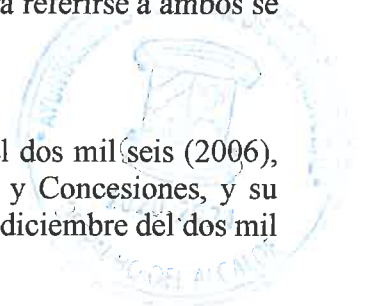 a referirse a ambos se
l dos mil seis (2006),
y Concesiones, y su
diciembre del dos mil